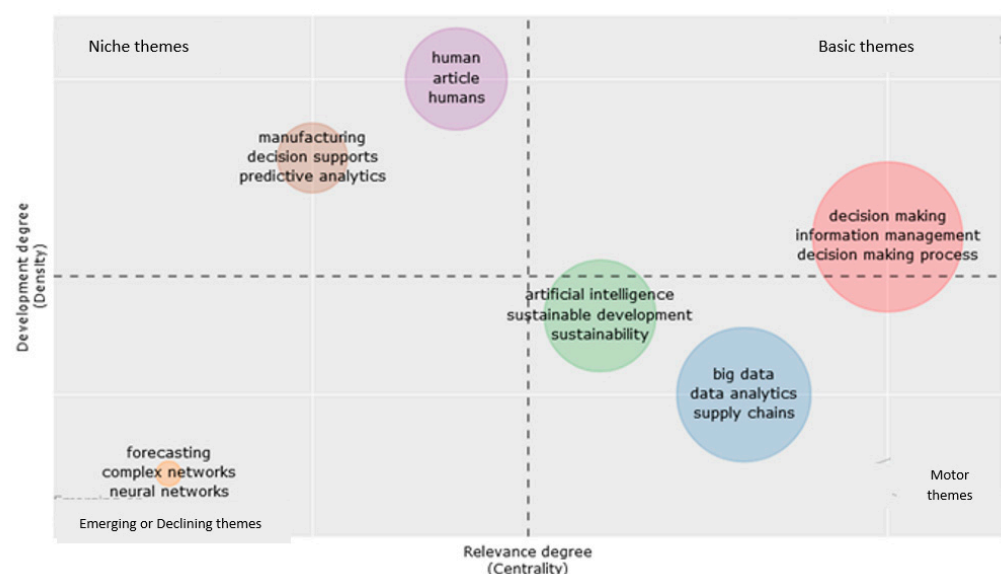 Niche themes
Basic themes
human
article
humans
manufacturing
decision supports
predictive analytics
decision making
information management
decision making process
artificial intelligence
sustainable development
sustainability
big data
data analytics
supply chains
forecasting
complex networks
neural networks
Emerging or Declining themes
Motor
themes
Development degree
(Density)
Relevance degree
(Centrality)